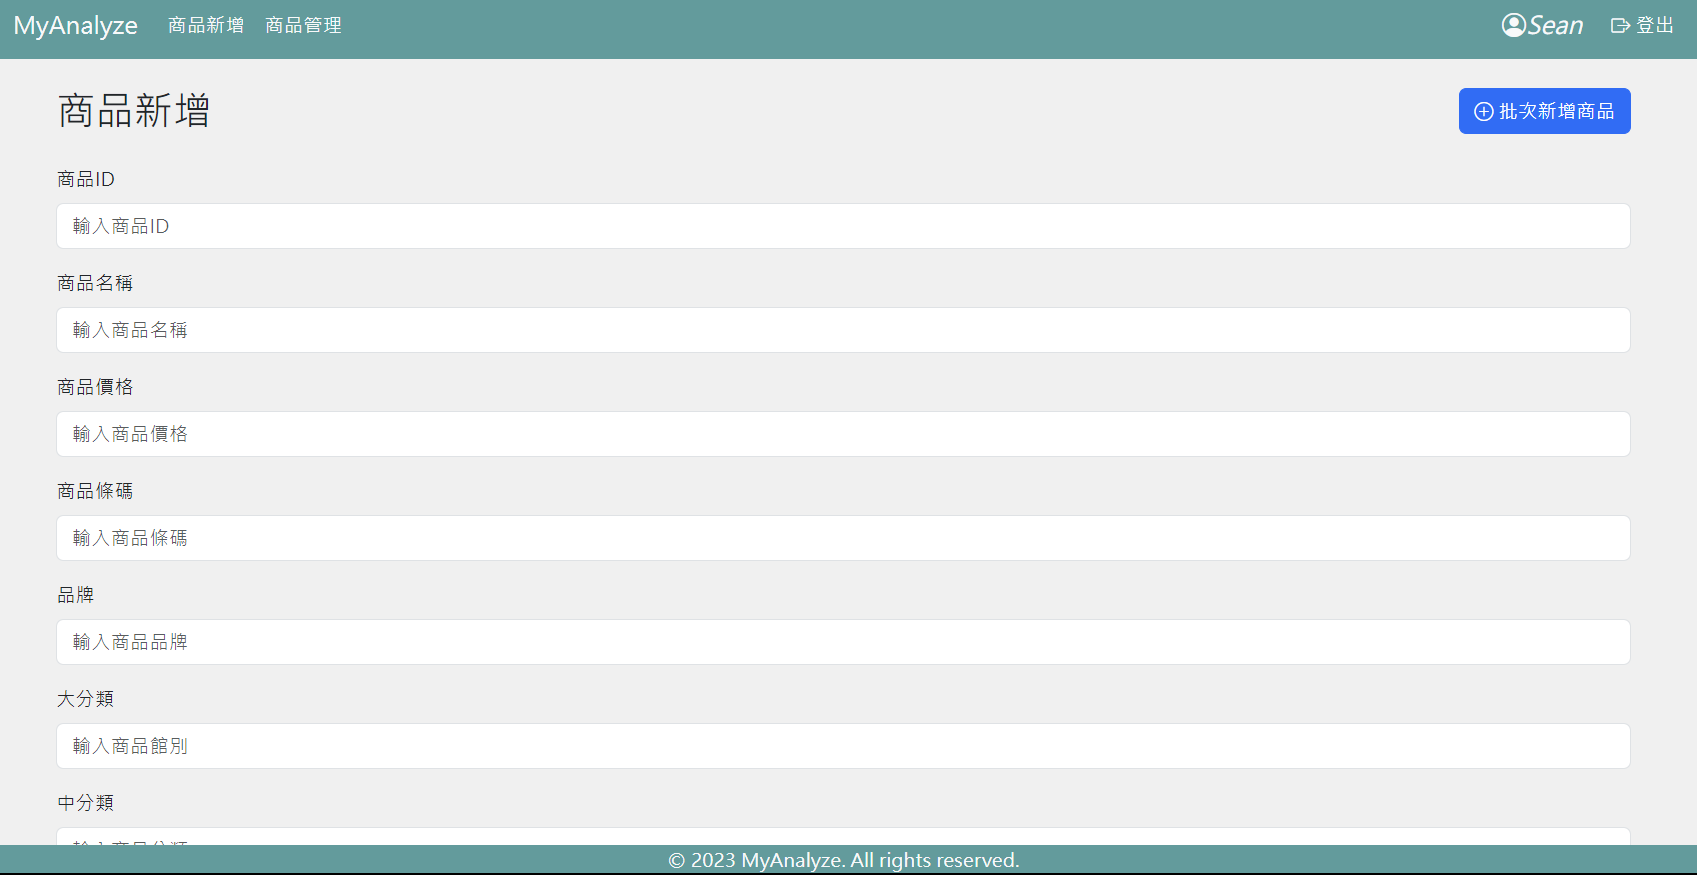 MyAnalyze 商品新增 商品管理 Sean 登出
商品新增 批次新增商品
商品ID
輸入商品ID
商品名稱
輸入商品名稱
商品價格
輸入商品價格
商品條碼
輸入商品條碼
品牌
輸入商品品牌
大分類
輸入商品館別
中分類
© 2023 MyAnalyze. All rights reserved.